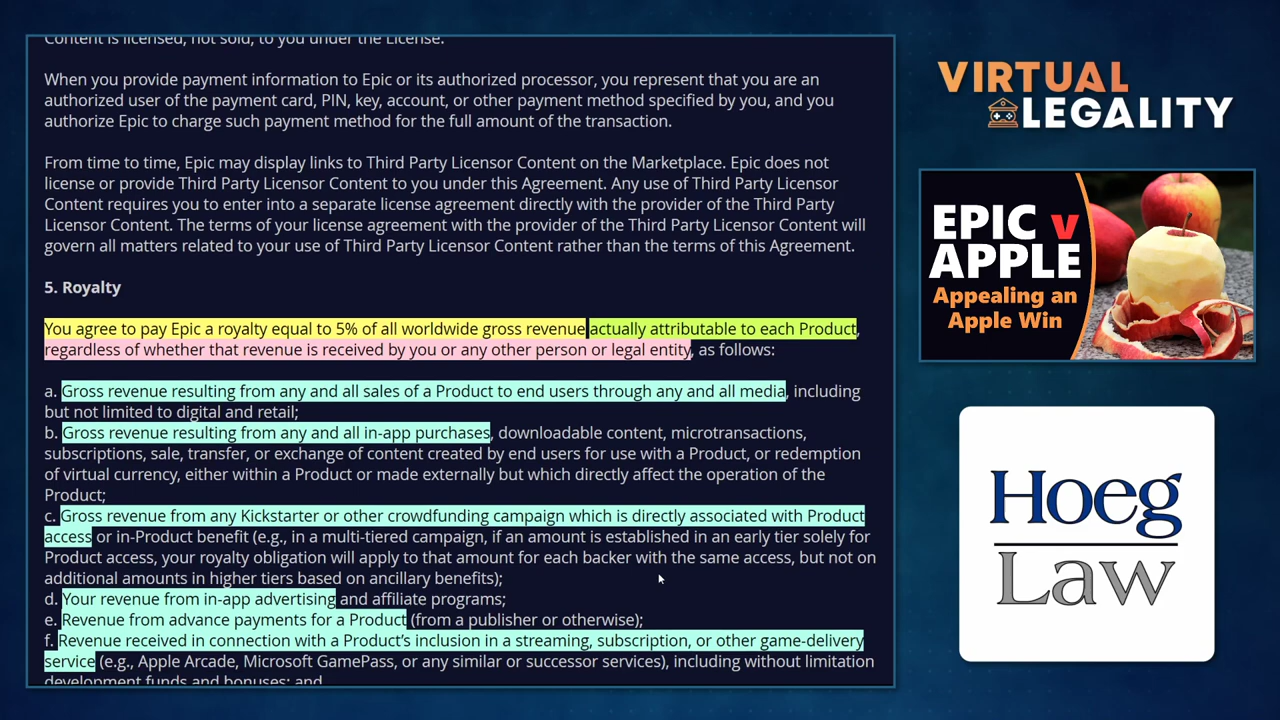 Content is licensed, not sold, to you under the License.
When you provide payment information to Epic or its authorized processor, you represent that you are an
authorized user of the payment card, PIN, key, account, or other payment method specified by you, and you
authorize Epic to charge such payment method for the full amount of the transaction.
From time to time, Epic may display links to Third Party Licensor Content on the Marketplace. Epic does not
license or provide Third Party Licensor Content to you under this Agreement. Any use of Third Party Licensor
Content requires you to enter into a separate license agreement directly with the provider of the Third Party
Licensor Content. The terms of your license agreement with the provider of the Third Party Licensor Content will
govern all matters related to your use of Third Party Licensor Content rather than the terms of this Agreement.
5. Royalty
You agree to pay Epic a royalty equal to 5% of all worldwide gross revenue actually attributable to each Product,
regardless of whether that revenue is received by you or any other person or legal entity, as follows:
a. Gross revenue resulting from any and all sales of a Product to end users through any and all media, including
but not limited to digital and retail;
b. Gross revenue resulting from any and all in-app purchases, downloadable content, microtransactions,
subscriptions, sale, transfer, or exchange of content created by end users for use with a Product, or redemption
of virtual currency, either within a Product or made externally but which directly affect the operation of the
Product;
c. Gross revenue from any Kickstarter or other crowdfunding campaign which is directly associated with Product
access or in-Product benefit (e.g., in a multi-tiered campaign, if an amount is established in an early tier solely for
Product access, your royalty obligation will apply to that amount for each backer with the same access, but not on
additional amounts in higher tiers based on ancillary benefits);
d. Your revenue from in-app advertising and affiliate programs;
e. Revenue from advance payments for a Product (from a publisher or otherwise);
f. Revenue received in connection with a Product's inclusion in a streaming, subscription, or other game-delivery
service (e.g., Apple Arcade, Microsoft GamePass, or any similar or successor services), including without limitation
development funds and bonuses; and
VIRTUAL
LEGALITY
EPIC v
APPLE
Appealing an
Apple Win
Hoeg
Law